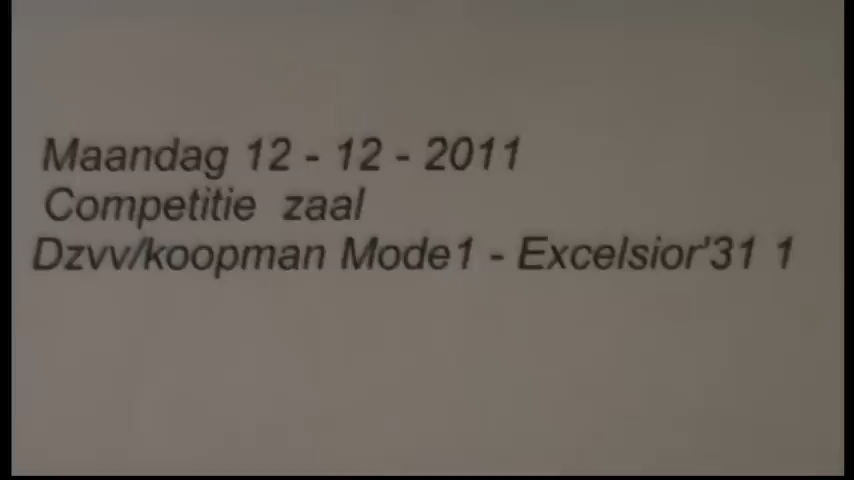 Maandag 12 - 12 - 2011
Competitie zaal
Dzvv/koopman Mode1 - Excelsior'31 1